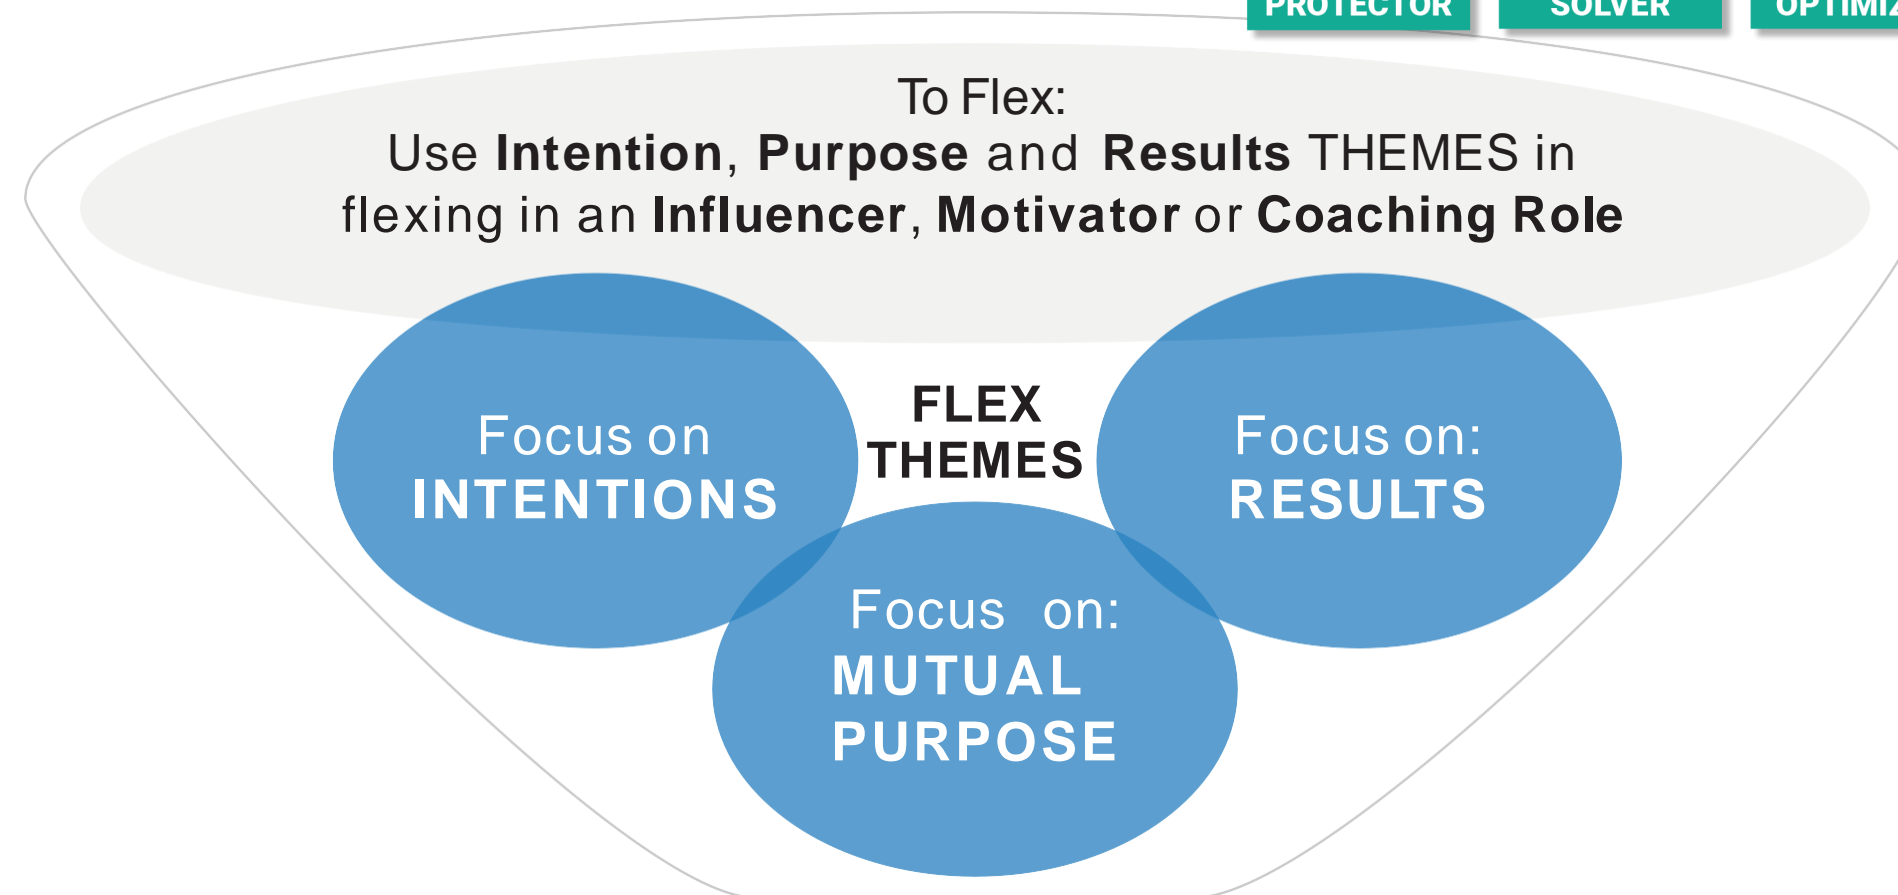 PROTECTOR SOLVER
To Flex:
Use Intention, Purpose and Results THEMES in
flexing in an Influencer, Motivator or Coaching Role
FLEX
THEMES
Focus on
INTENTIONS
Focus on:
RESULTS
Focus on:
MUTUAL
PURPOSE